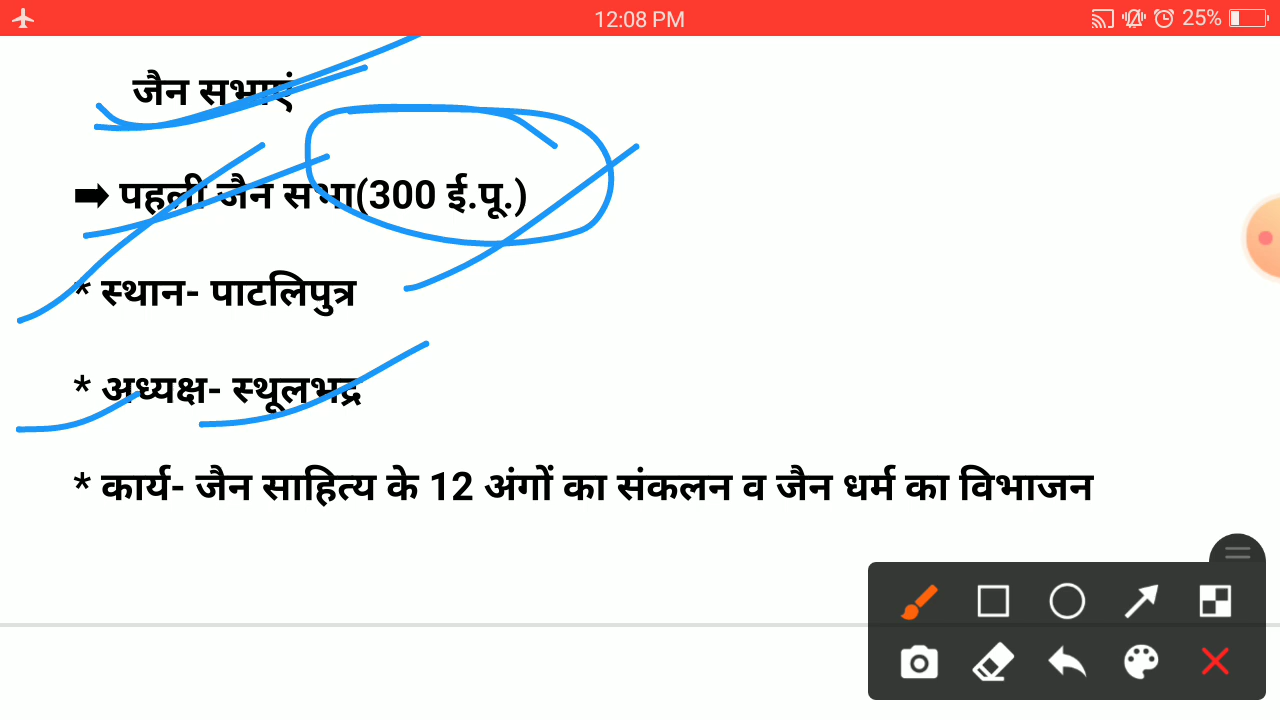 12:08 PM
25%
जैन सभाएं
➡ पहली जैन सभा(300 ई.पू.)
* स्थान- पाटलिपुत्र
* अध्यक्ष- स्थूलभद्र
* कार्य- जैन साहित्य के 12 अंगों का संकलन व जैन धर्म का विभाजन